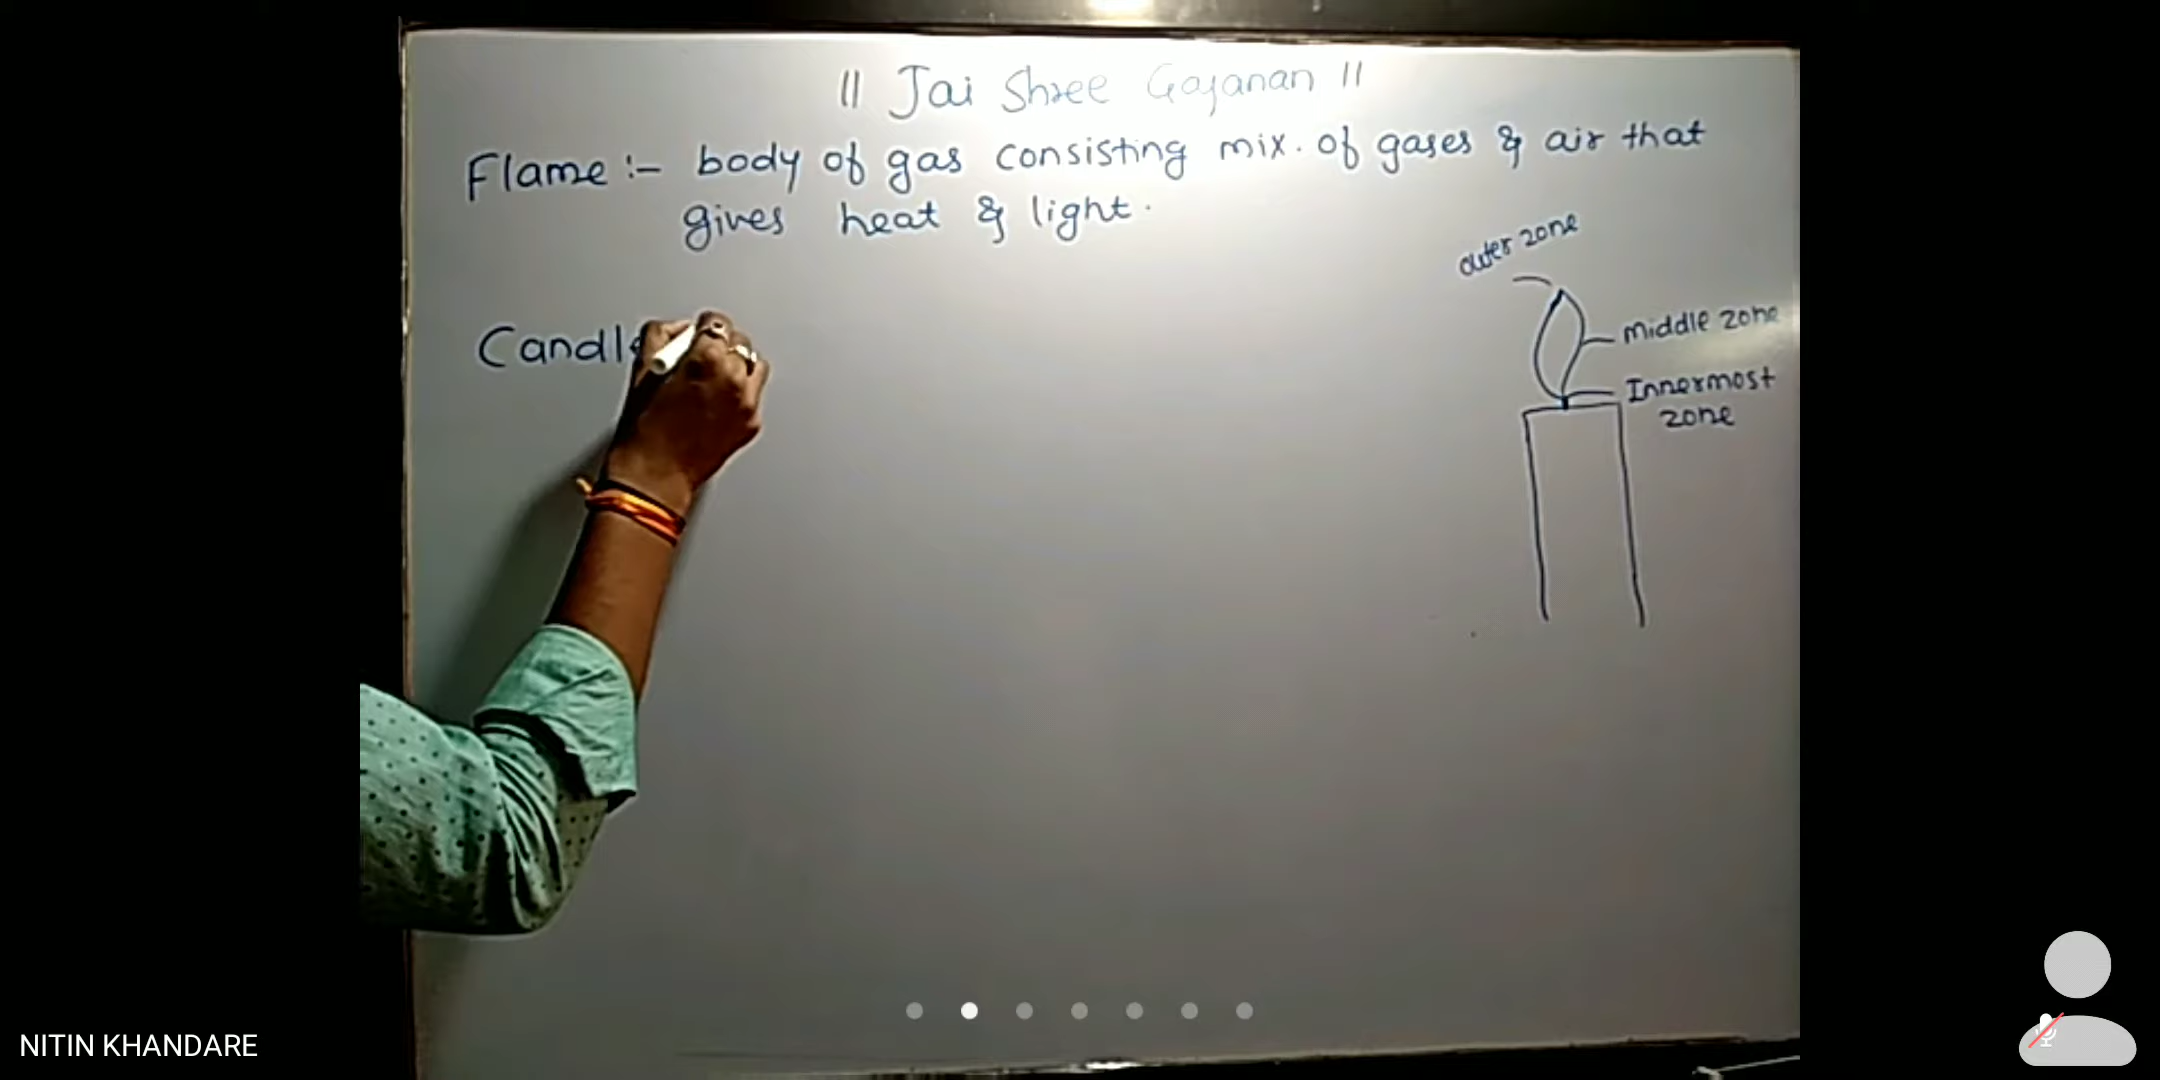 || Jai Shree Gajanan ||
Flame :- body of gas consisting mix. of gases & air that
gives heat & light.
outer zone
middle zone
Innermost
zone
Candle
NITIN KHANDARE